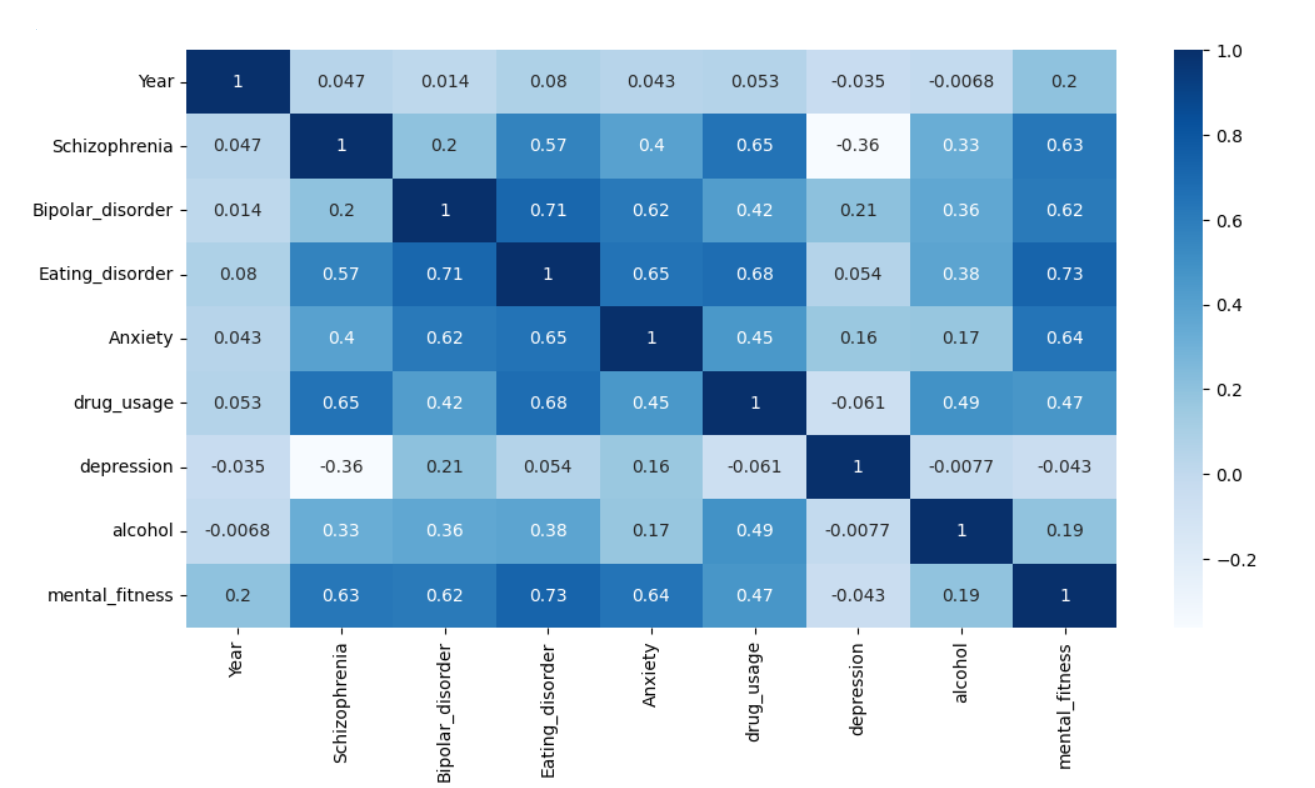 Year 1 0.047 0.014 0.08 0.043 0.053 -0.035 -0.0068 0.2
Schizophrenia 0.047 1 0.2 0.57 0.4 0.65 -0.36 0.33 0.63
Bipolar_disorder 0.014 0.2 1 0.71 0.62 0.42 0.21 0.36 0.62
Eating_disorder 0.08 0.57 0.71 1 0.65 0.68 0.054 0.38 0.73
Anxiety 0.043 0.4 0.62 0.65 1 0.45 0.16 0.17 0.64
drug_usage 0.053 0.65 0.42 0.68 0.45 1 -0.061 0.49 0.47
depression -0.035 -0.36 0.21 0.054 0.16 -0.061 1 -0.0077 -0.043
alcohol -0.0068 0.33 0.36 0.38 0.17 0.49 -0.0077 1 0.19
mental_fitness 0.2 0.63 0.62 0.73 0.64 0.47 -0.043 0.19 1
Year
Schizophrenia
Bipolar_disorder
Eating_disorder
Anxiety
drug_usage
depression
alcohol
mental_fitness
1.0
0.8
0.6
0.4
0.2
0.0
−0.2